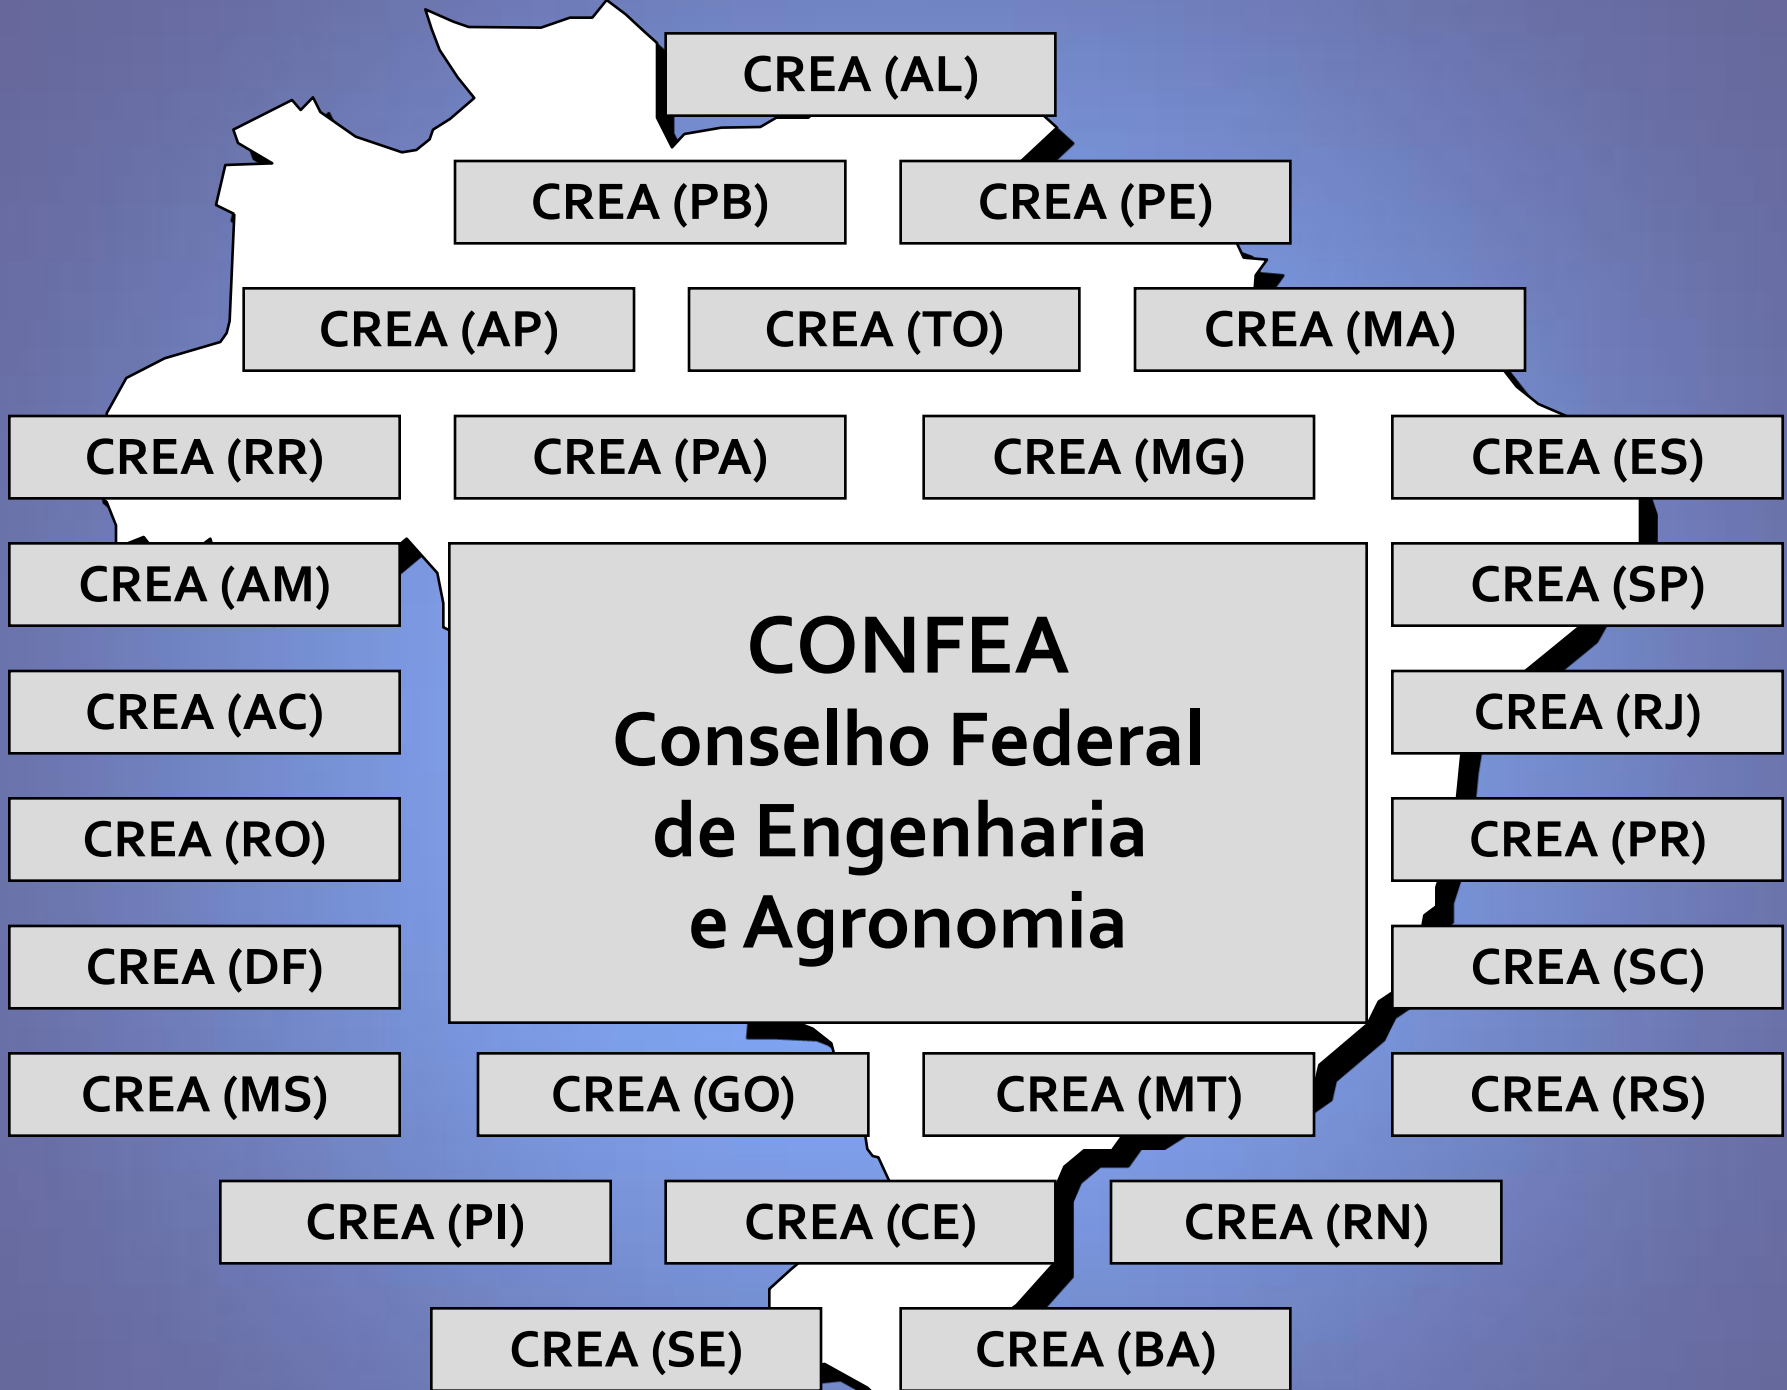 CREA (AL)
CREA (PB)
CREA (PE)
CREA (AP)
CREA (TO)
CREA (MA)
CREA (RR)
CREA (PA)
CREA (MG)
CREA (ES)
CREA (AM)
CREA (SP)
CONFEA
Conselho Federal
de Engenharia
e Agronomia
CREA (AC)
CREA (RJ)
CREA (RO)
CREA (PR)
CREA (DF)
CREA (SC)
CREA (MS)
CREA (GO)
CREA (MT)
CREA (RS)
CREA (PI)
CREA (CE)
CREA (RN)
CREA (SE)
CREA (BA)